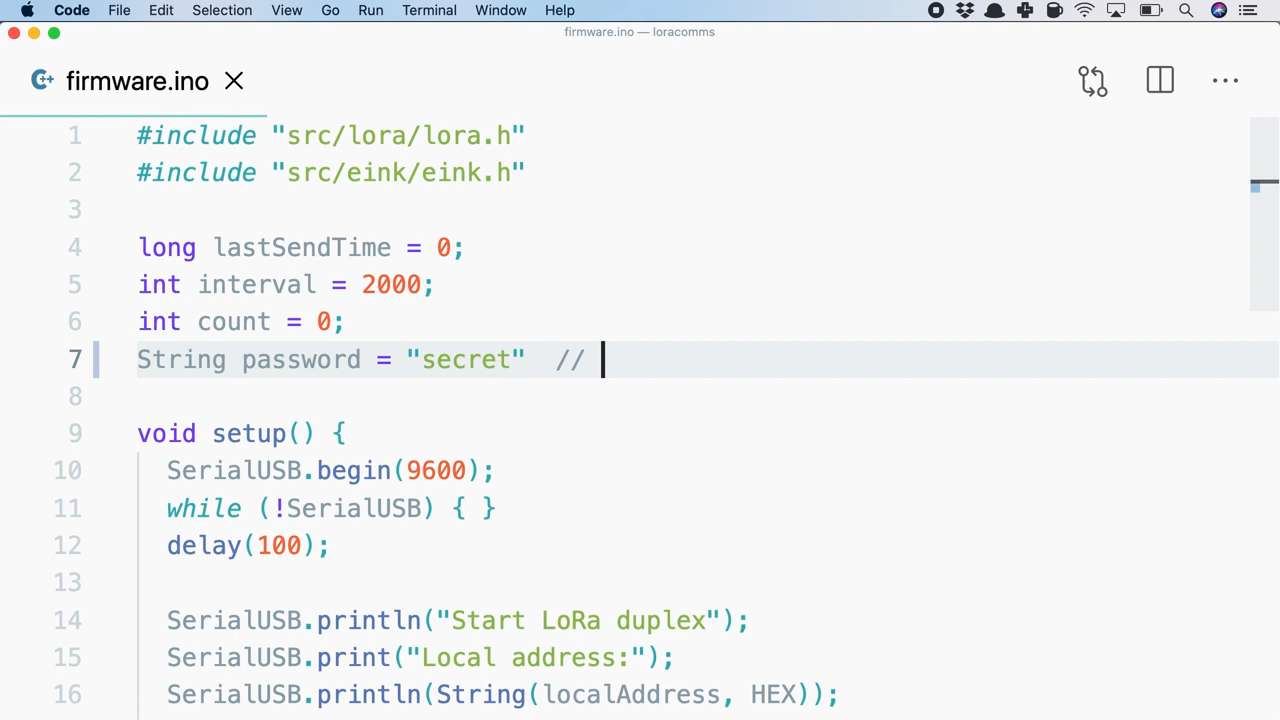 Code File Edit Selection View Go Run Terminal Window Help
firmware.ino — loracomms
firmware.ino
1 #include "src/lora/lora.h"
2 #include "src/eink/eink.h"
3
4 long lastSendTime = 0;
5 int interval = 2000;
6 int count = 0;
7 String password = "secret"  //
8
9 void setup() {
10   SerialUSB.begin(9600);
11   while (!SerialUSB) { }
12   delay(100);
13
14   SerialUSB.println("Start LoRa duplex");
15   SerialUSB.print("Local address:");
16   SerialUSB.println(String(localAddress, HEX));